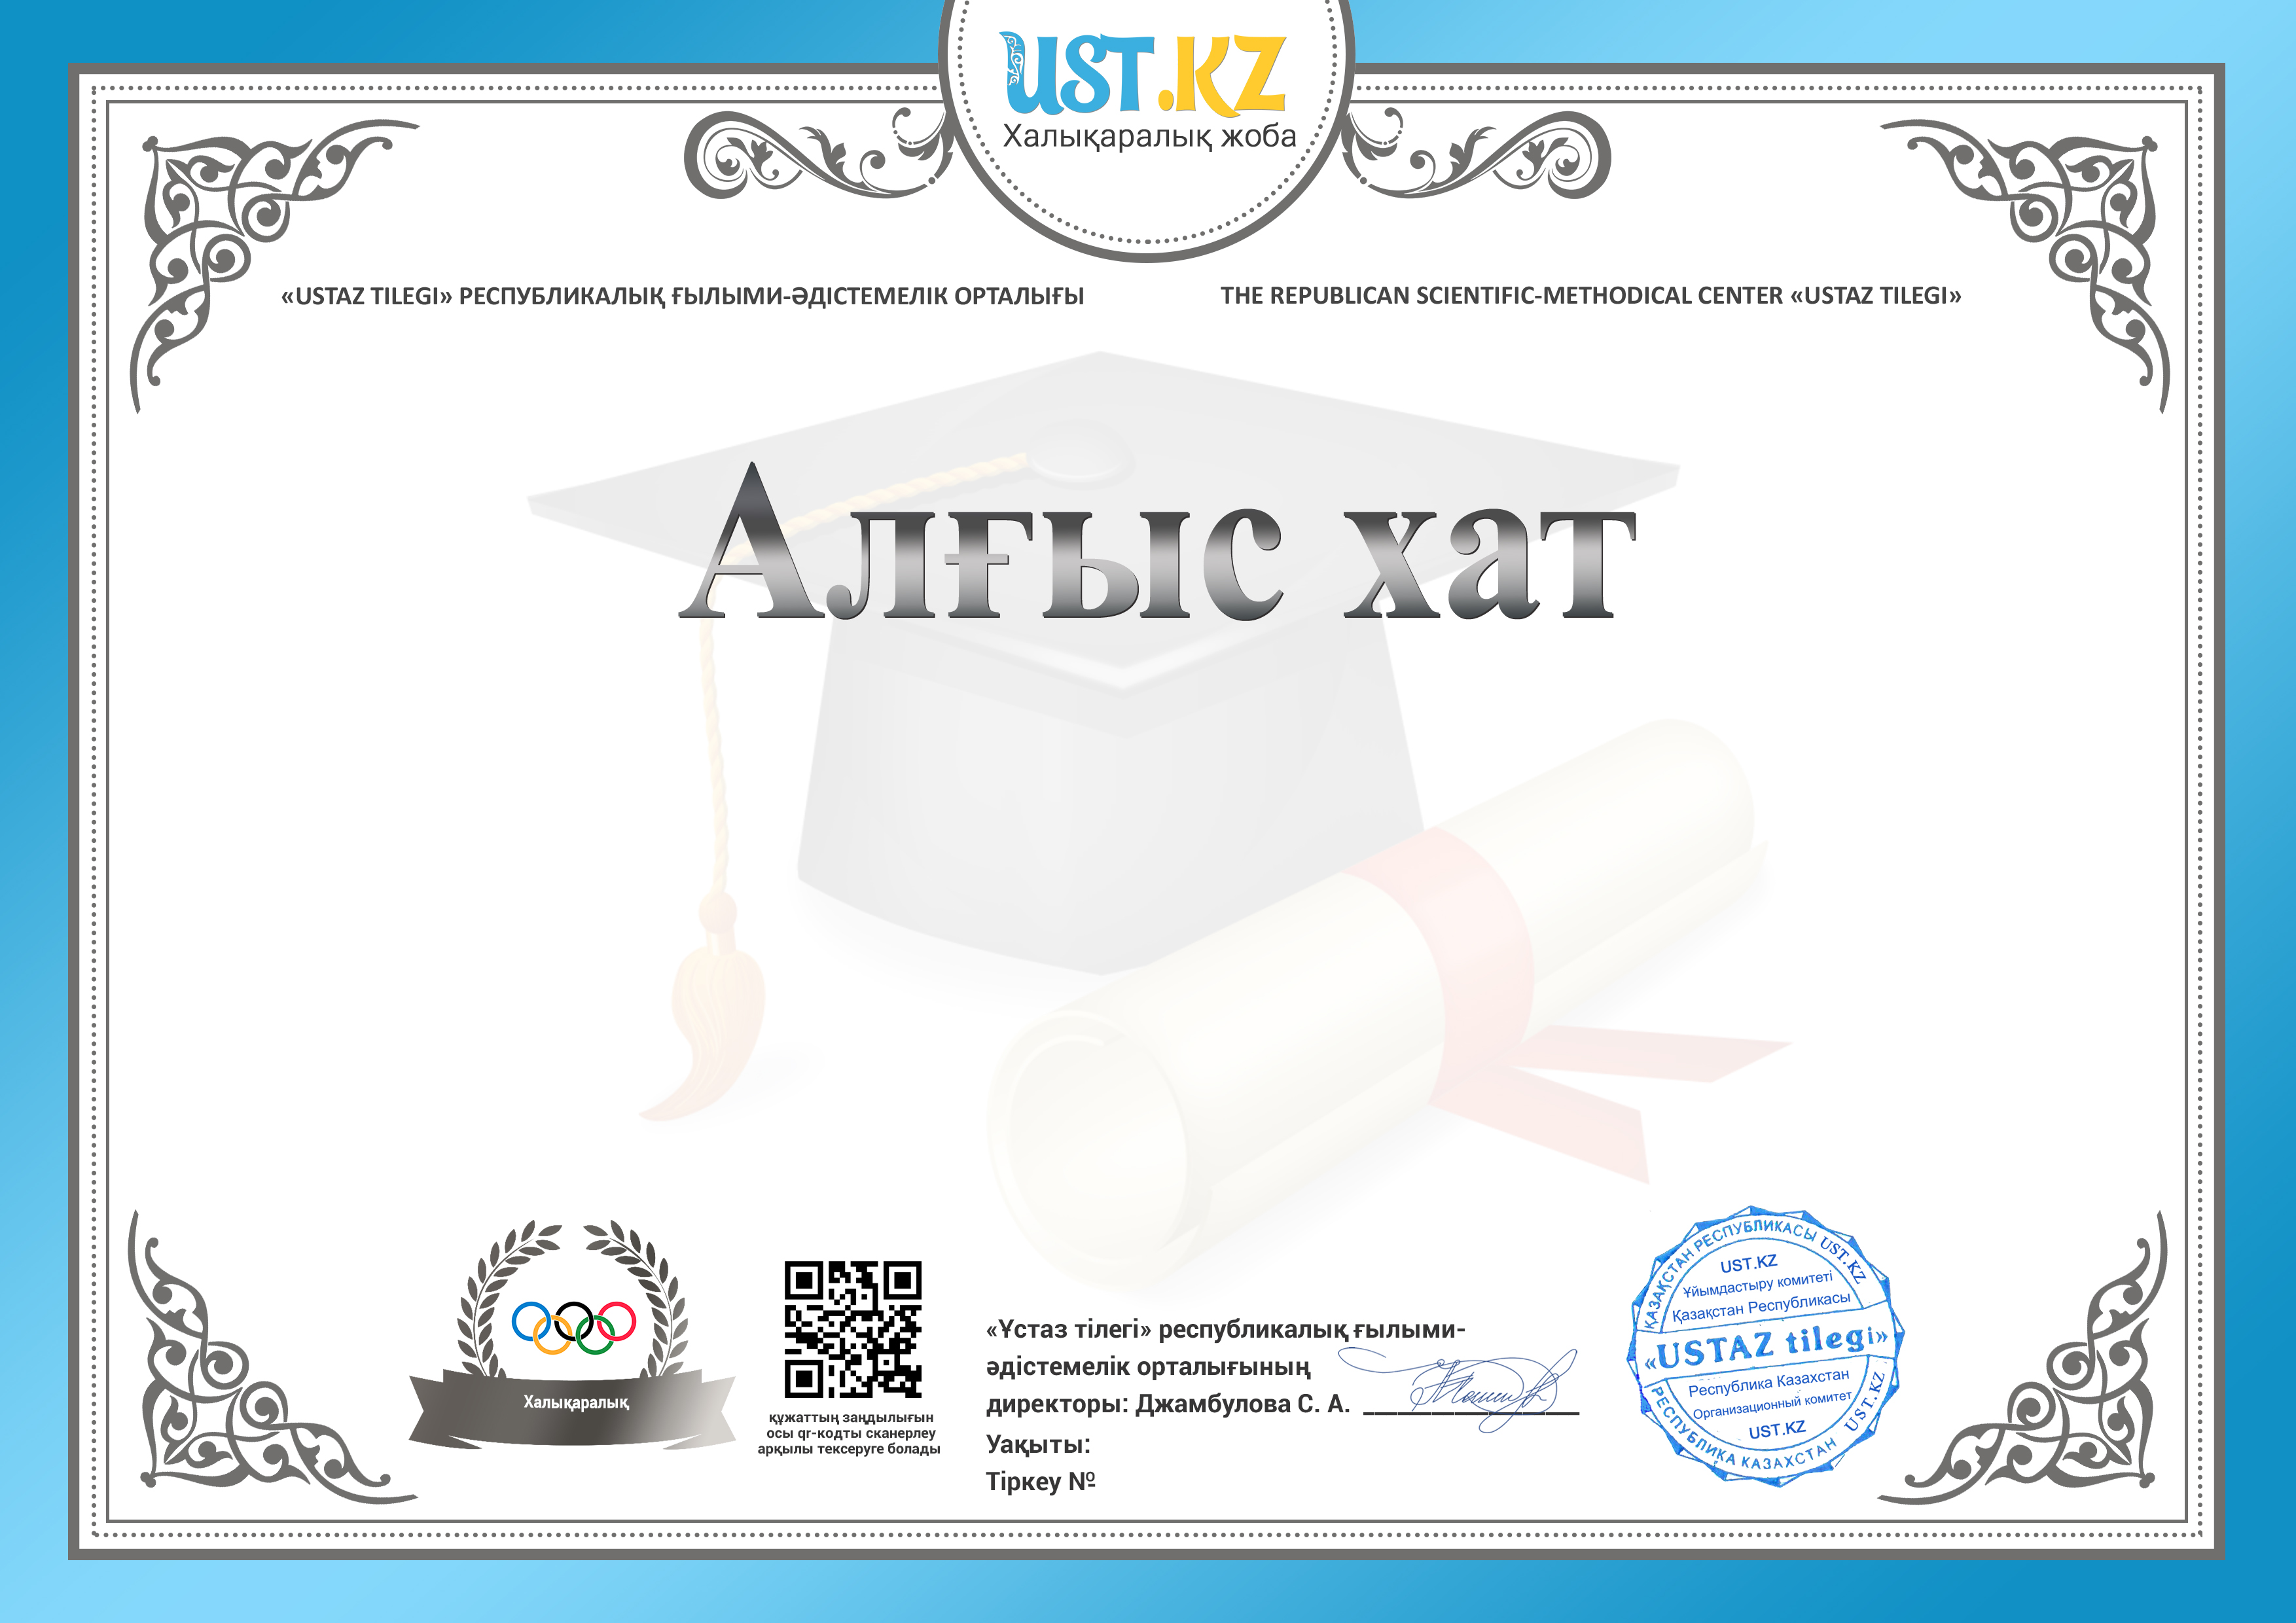 UST.KZ
Халықаралық жоба
«USTAZ TILEGI» РЕСПУБЛИКАЛЫҚ ҒЫЛЫМИ-ӘДІСТЕМЕЛІК ОРТАЛЫҒЫ
THE REPUBLICAN SCIENTIFIC-METHODICAL CENTER «USTAZ TILEGI»
Алғыс хат
Халықаралық
құжаттың заңдылығын
осы qr-кодты сканерлеу
арқылы тексеруге болады
«Ұстаз тілегі» республикалық ғылыми-
әдістемелік орталығының
директоры: Джамбулова С. А.
Уақыты:
Тіркеу №
ҚАЗАҚСТАН РЕСПУБЛИКАСЫ UST.KZ
UST.KZ
Ұйымдастыру комитеті
Қазақстан Республикасы
«USTAZ tilegi»
Республика Казахстан
Организационный комитет
UST.KZ
РЕСПУБЛИКА КАЗАХСТАН UST.KZ